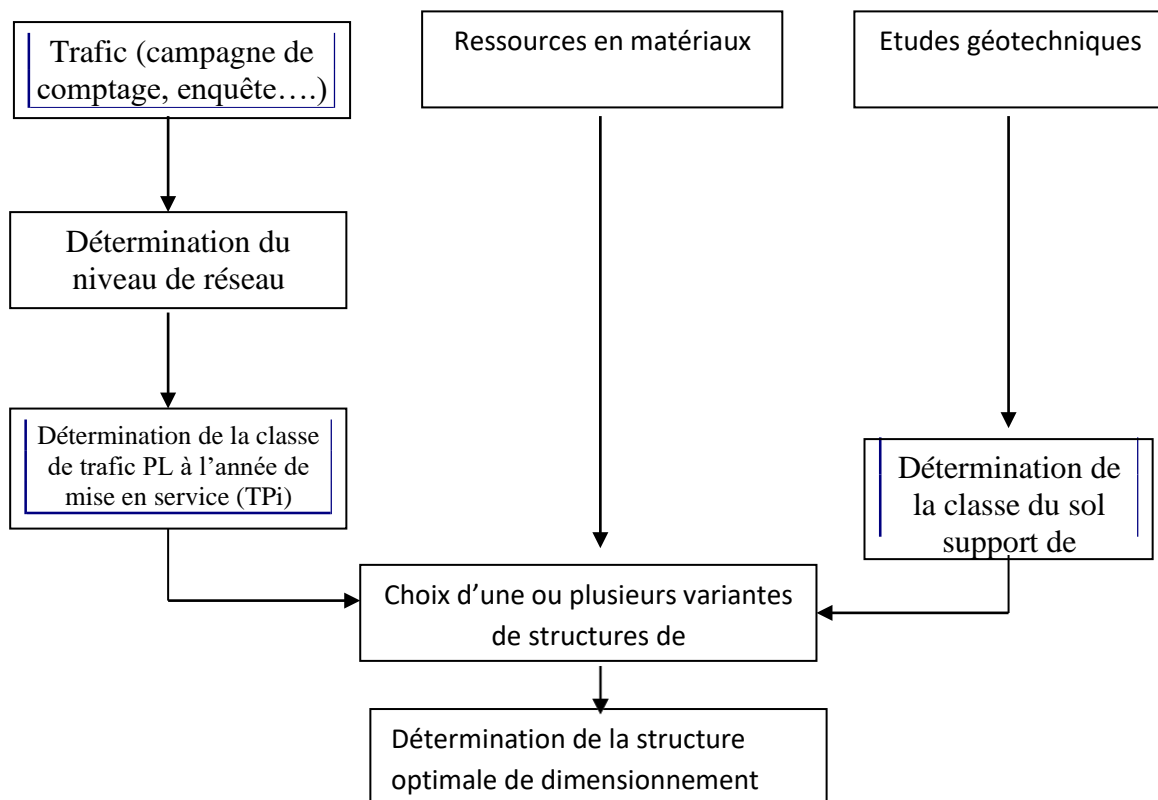 Trafic (campagne de
comptage, enquête….)
Ressources en matériaux
Etudes géotechniques
Détermination du
niveau de réseau
Détermination de la classe
de trafic PL à l’année de
mise en service (TPi)
Détermination de
la classe du sol
support de
Choix d’une ou plusieurs variantes
de structures de
Détermination de la structure
optimale de dimensionnement